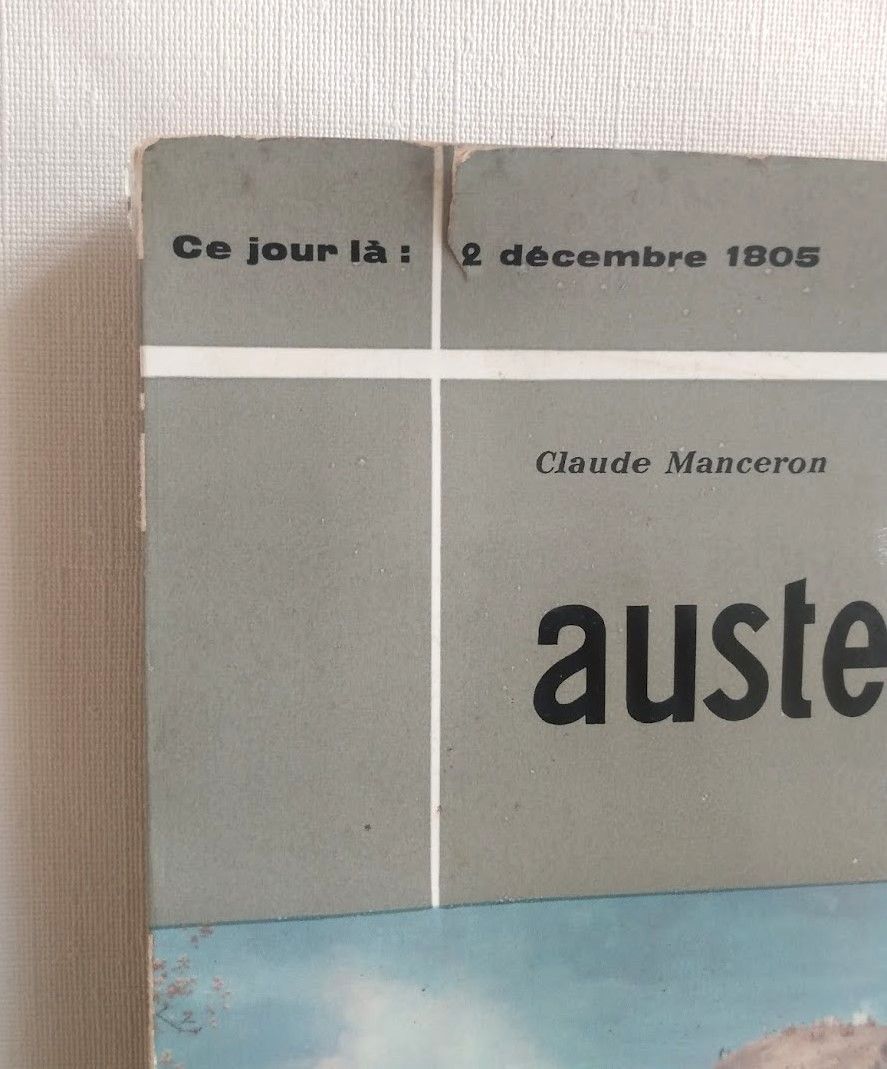 Ce jour là : 2 décembre 1805
Claude Manceron
auste